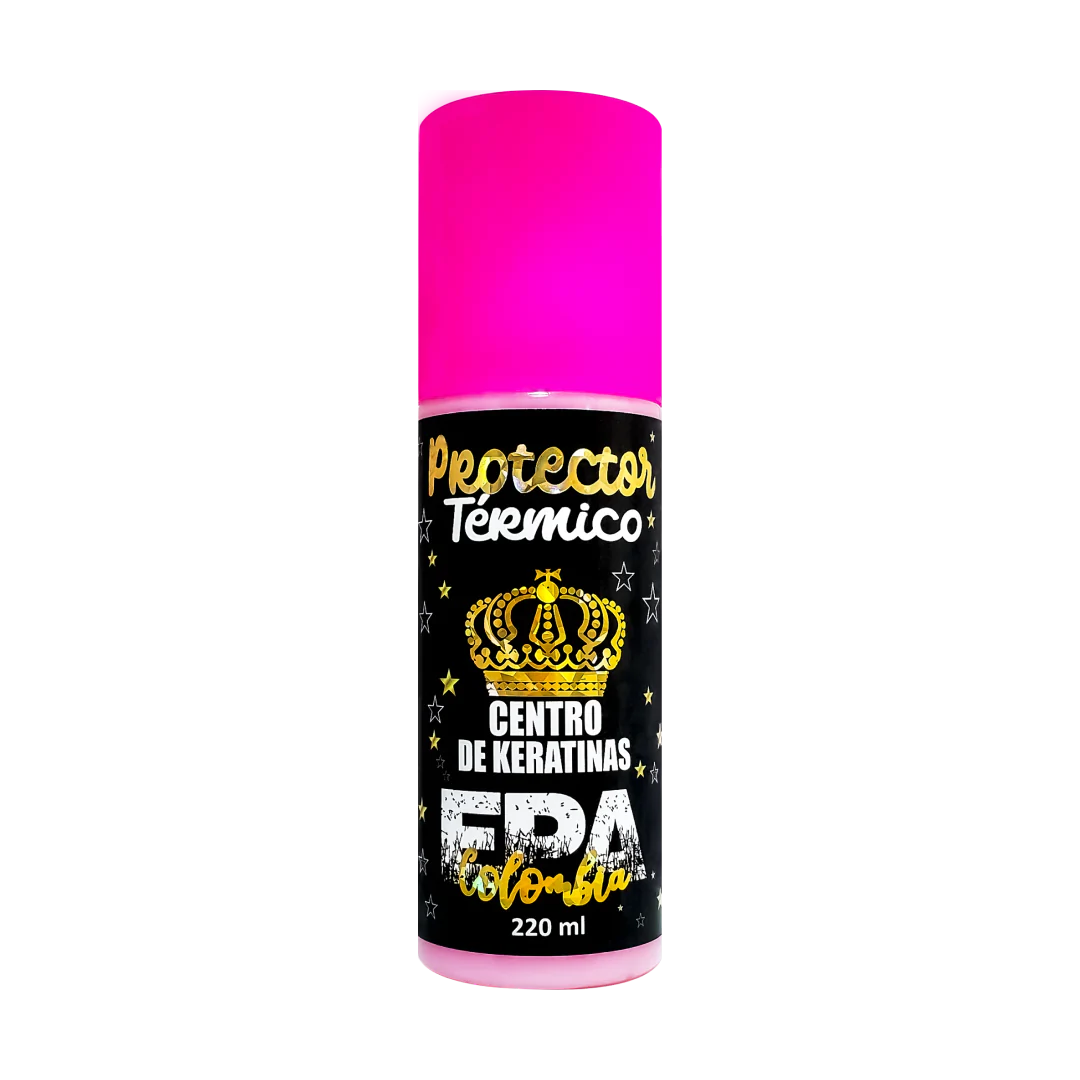 Protector
Térmico
CENTRO
DE KERATINAS
EPA
Colombia
220 ml